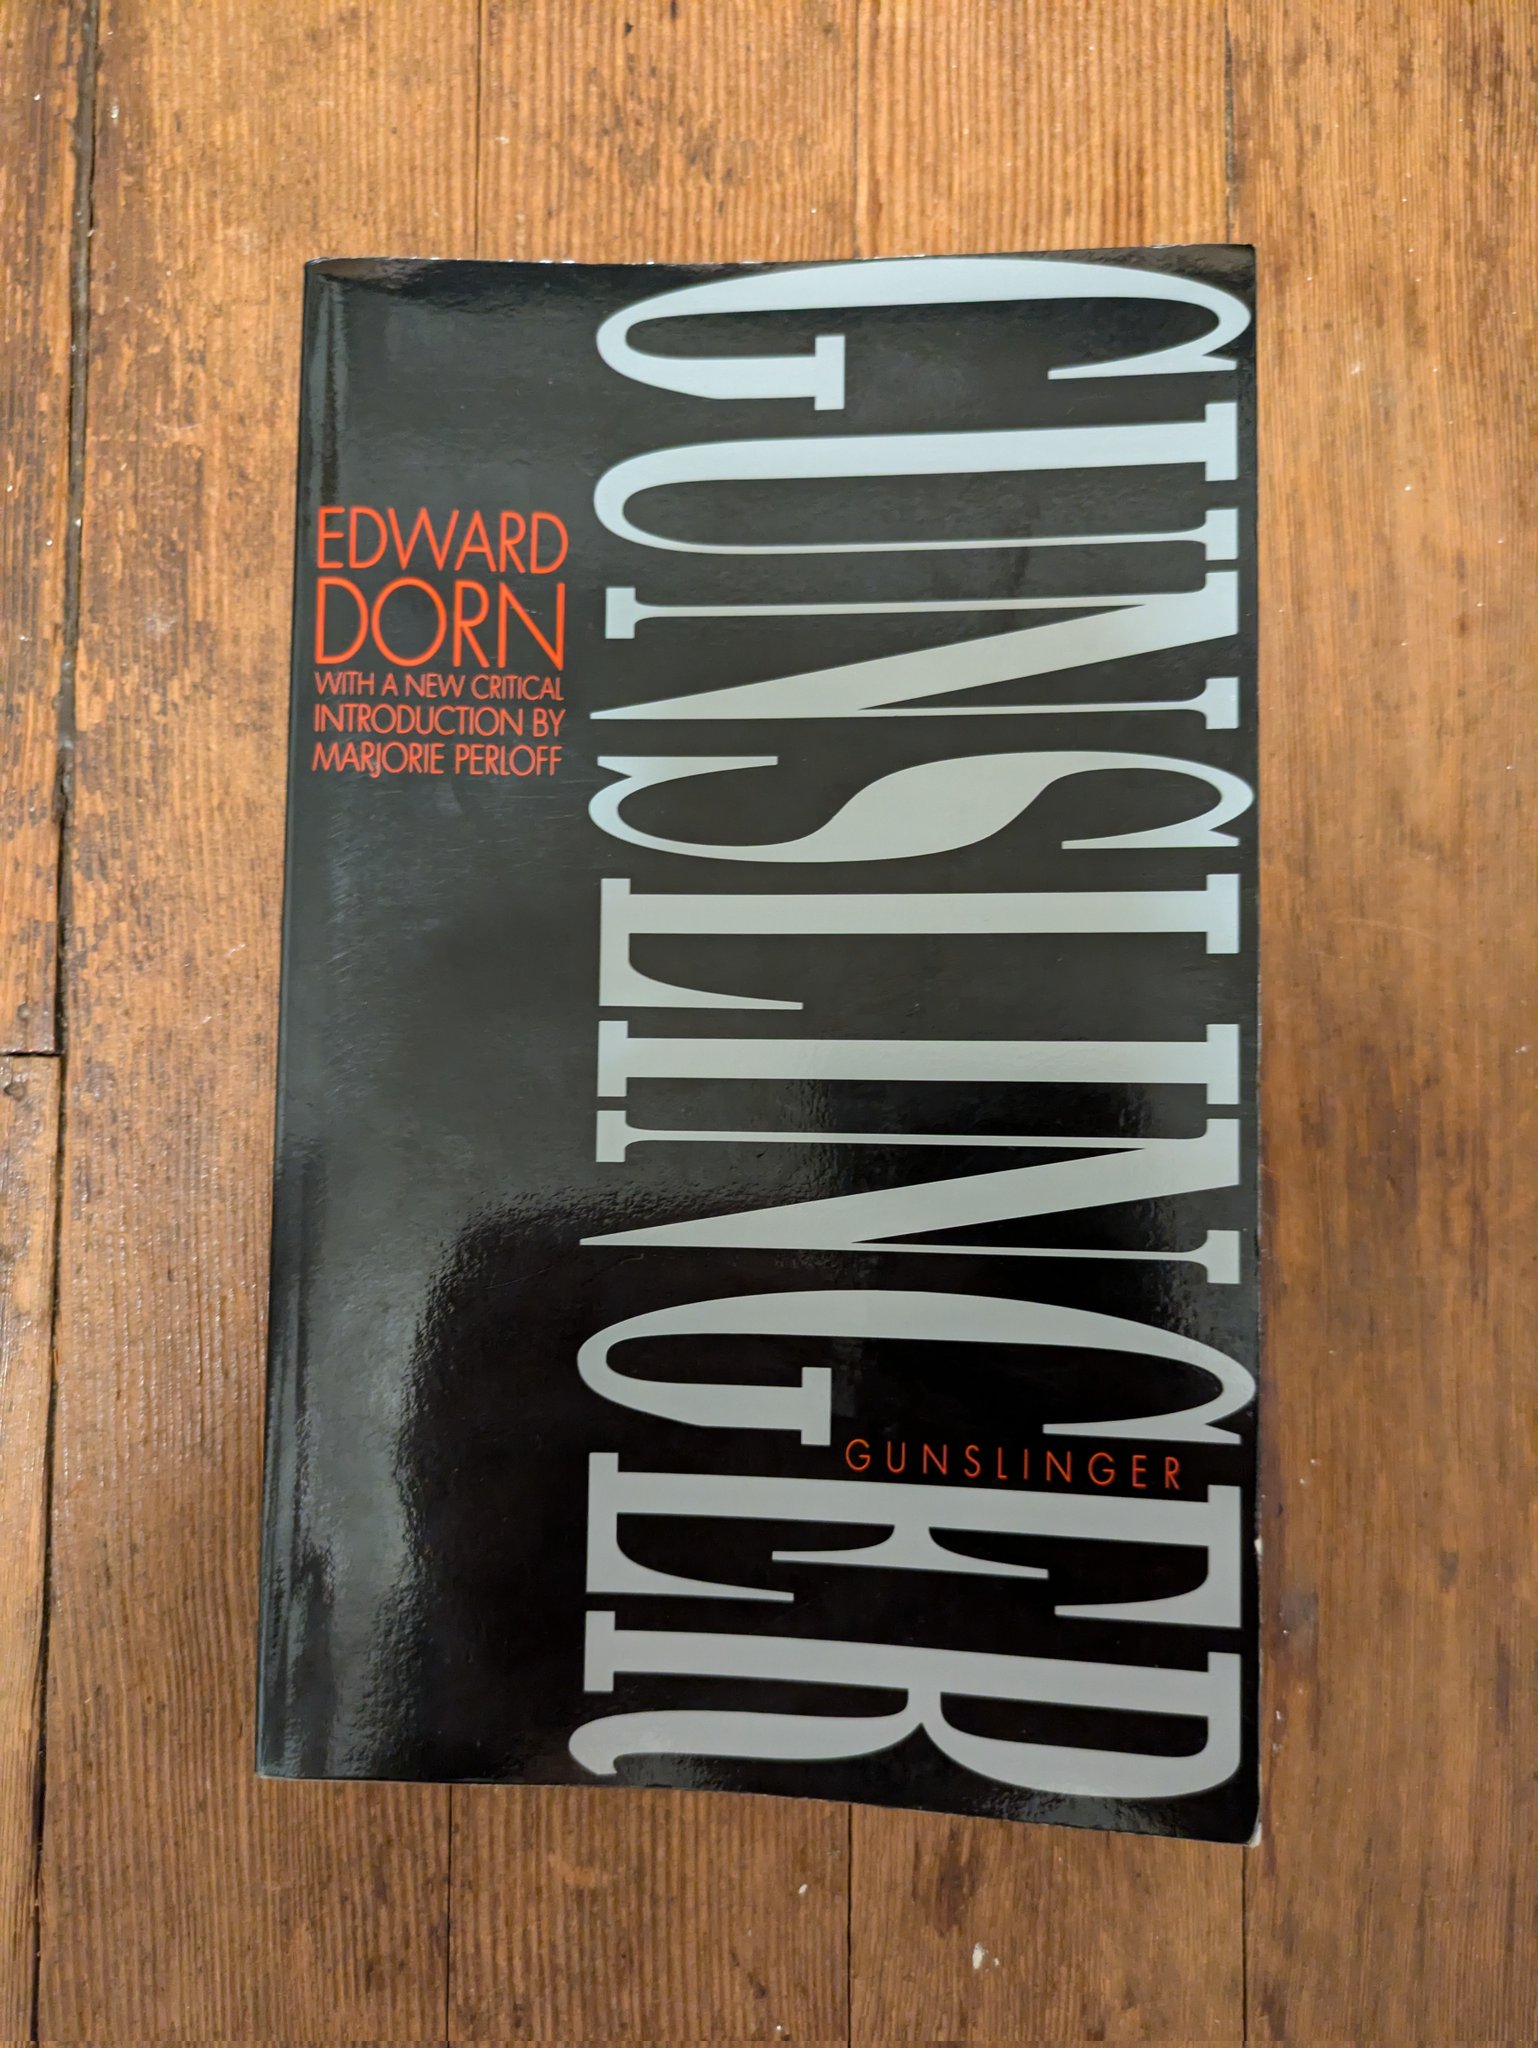 EDWARD
DORN
WITH A NEW CRITICAL
INTRODUCTION BY
MARJORIE PERLOFF
GUNSLINGER
GUNSLINGER